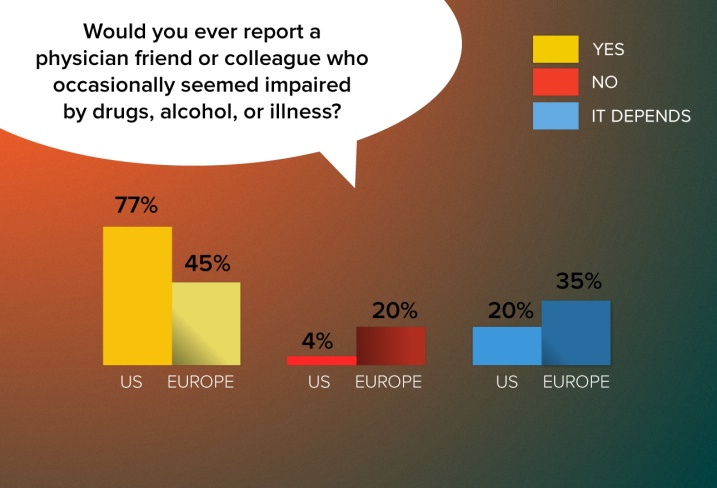 Would you ever report a
physician friend or colleague who
occasionally seemed impaired
by drugs, alcohol, or illness?
YES
NO
IT DEPENDS
77%
45%
4%
20%
20%
35%
US
EUROPE
US
EUROPE
US
EUROPE